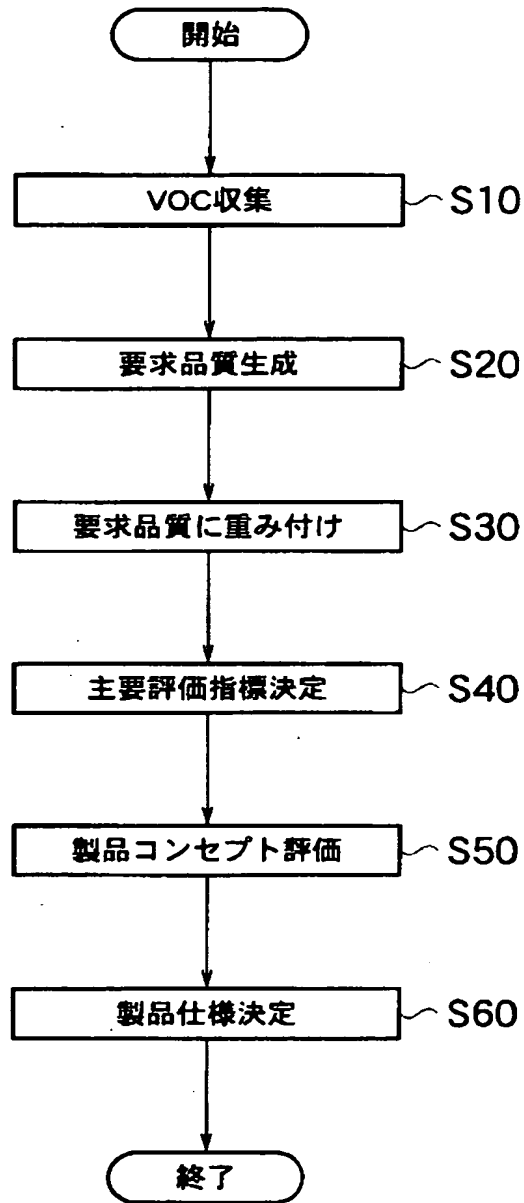 開始
VOC収集 S10
要求品質生成 S20
要求品質に重み付け S30
主要評価指標決定 S40
製品コンセプト評価 S50
製品仕様決定 S60
終了